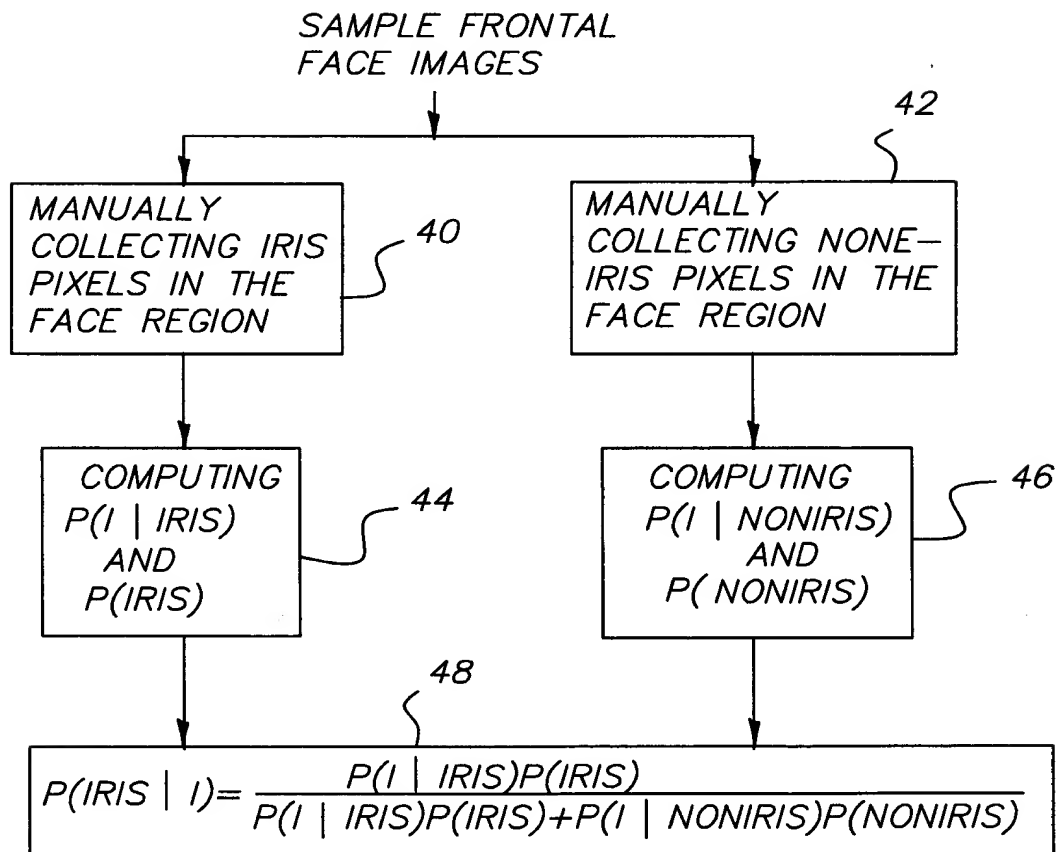 SAMPLE FRONTAL
FACE IMAGES
42
MANUALLY
COLLECTING IRIS
PIXELS IN THE
FACE REGION
40
MANUALLY
COLLECTING NONE–
IRIS PIXELS IN THE
FACE REGION
COMPUTING
P(I | IRIS)
AND
P(IRIS)
44
COMPUTING
P(I | NONIRIS)
AND
P( NONIRIS)
46
48
P(IRIS | I)= P(I | IRIS)P(IRIS)
P(I | IRIS)P(IRIS)+P(I | NONIRIS)P(NONIRIS)